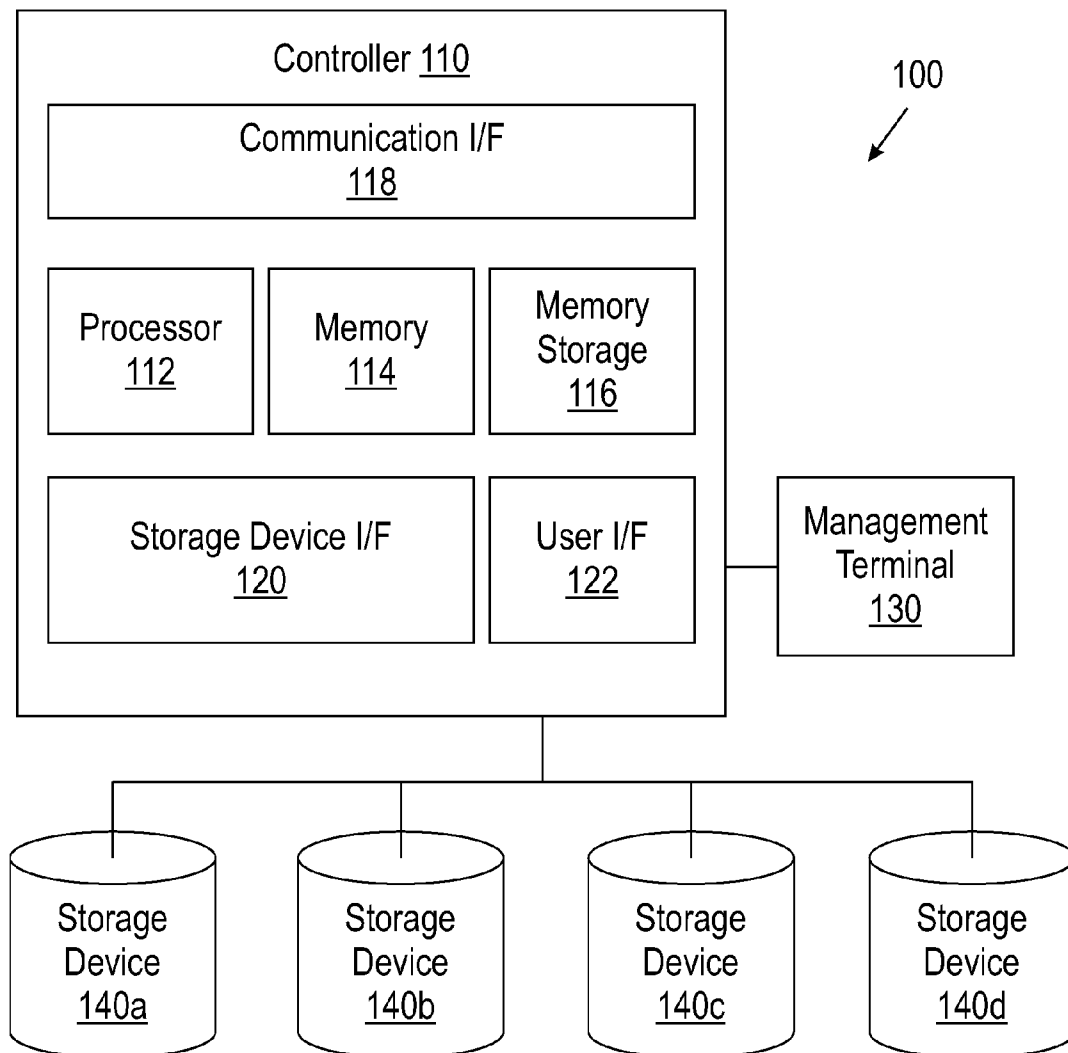 Controller 110
100
Communication I/F
118
Processor
112
Memory
114
Memory
Storage
116
Storage Device I/F
120
User I/F
122
Management
Terminal
130
Storage
Device
140a
Storage
Device
140b
Storage
Device
140c
Storage
Device
140d